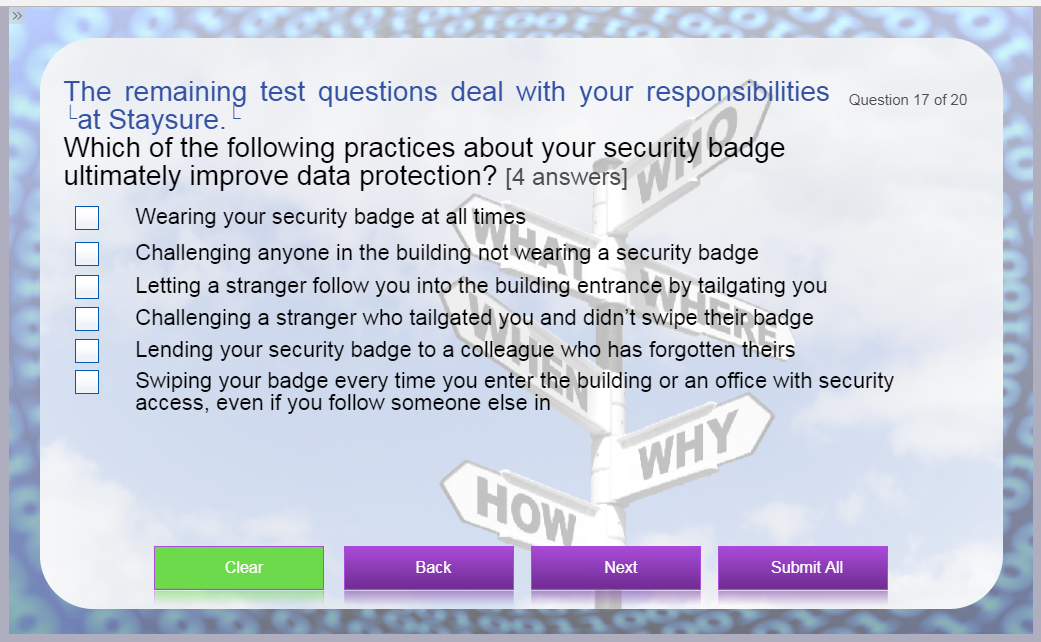 »
The remaining test questions deal with your responsibilities
at Staysure.
Question 17 of 20
Which of the following practices about your security badge
ultimately improve data protection? [4 answers]
Wearing your security badge at all times
Challenging anyone in the building not wearing a security badge
Letting a stranger follow you into the building entrance by tailgating you
Challenging a stranger who tailgated you and didn't swipe their badge
Lending your security badge to a colleague who has forgotten theirs
Swiping your badge every time you enter the building or an office with security
access, even if you follow someone else in
WHO
WHAT
WHERE
WHEN
WHY
HOW
Clear
Back
Next
Submit All